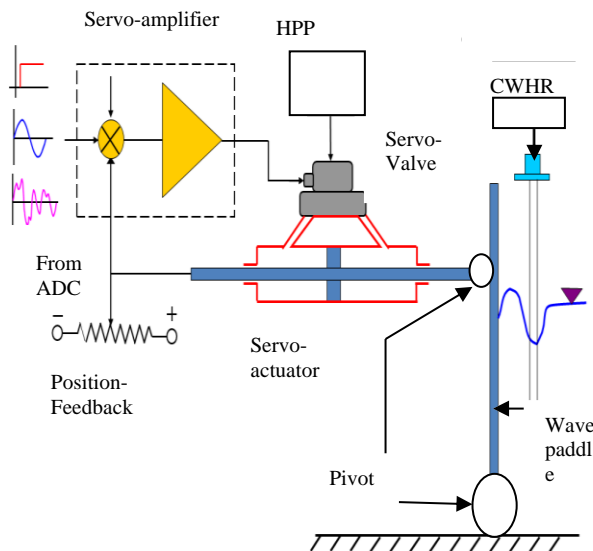 Servo-amplifier
HPP
CWHR
Servo-
Valve
From
ADC
−
+
Position-
Feedback
Servo-
actuator
Wave
paddl
e
Pivot